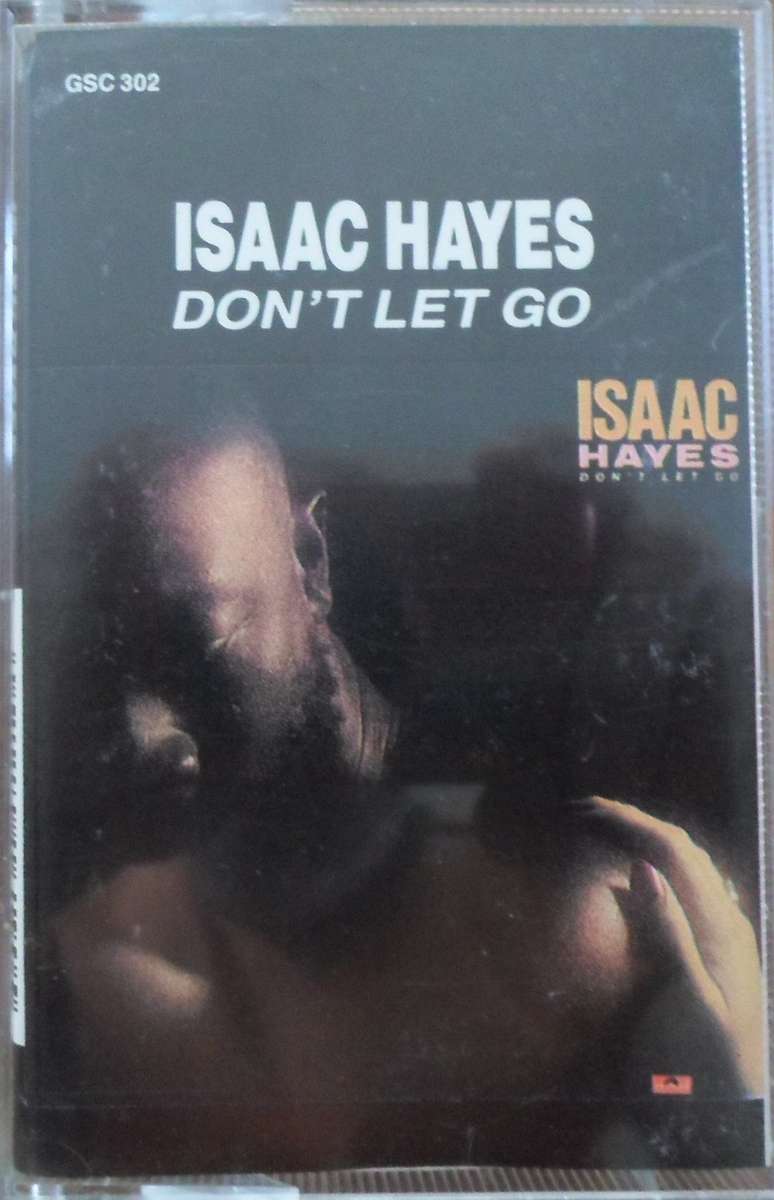 GSC 302
ISAAC HAYES
DON'T LET GO
ISAAC
HAYES
DON'T LET GO